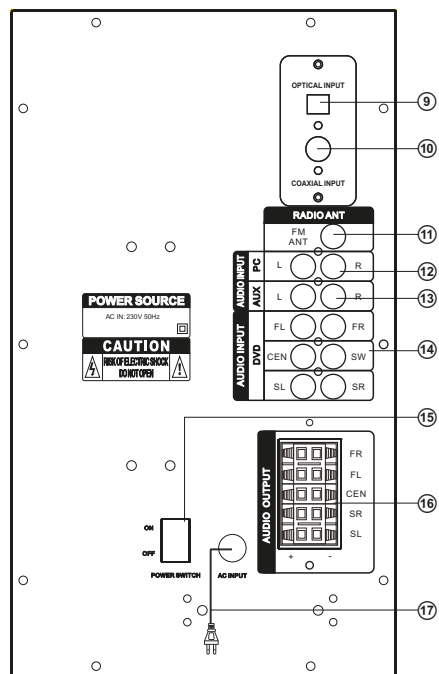 OPTICAL INPUT
9
10
COAXIAL INPUT
RADIO ANT
FM
ANT
11
AUDIO INPUT
PC
L
R
12
AUX
L
R
13
POWER SOURCE
AC IN: 230V 50Hz
CAUTION
RISK OF ELECTRIC SHOCK
DO NOT OPEN
AUDIO INPUT
DVD
FL
FR
CEN
SW
14
SL
SR
15
AUDIO OUTPUT
FR
FL
CEN
16
SR
SL
+ -
ON
OFF
POWER SWITCH
AC INPUT
17